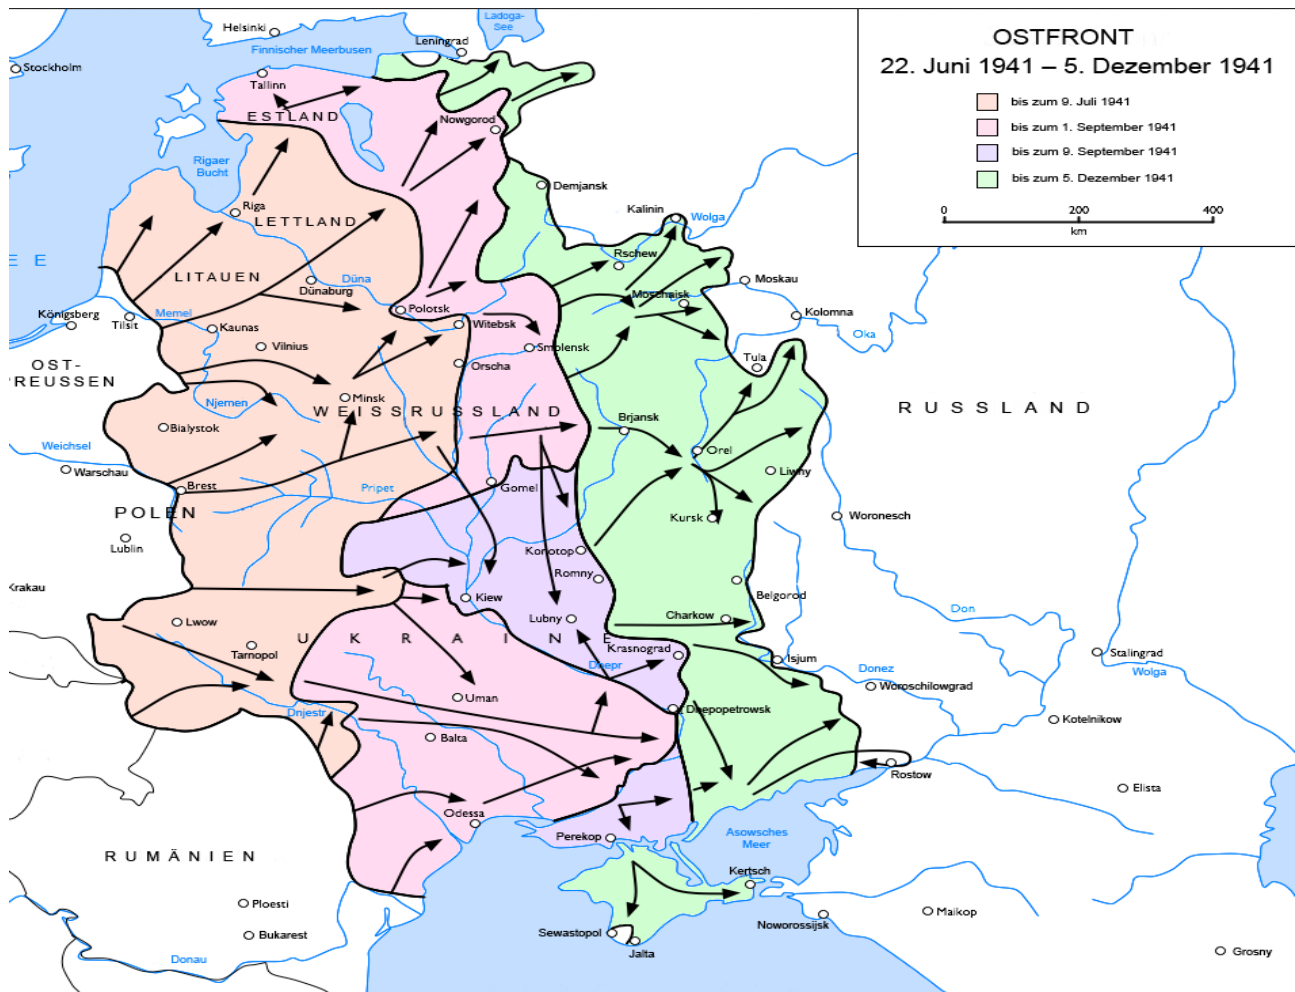 OSTFRONT
22. Juni 1941 – 5. Dezember 1941
bis zum 9. Juli 1941
bis zum 1. September 1941
bis zum 9. September 1941
bis zum 5. Dezember 1941
0 200 400
km
Ladoga-
See
Helsinki
Leningrad
Finnischer Meerbusen
Stockholm
Tallinn
ESTLAND
Nowgorod
Rigaer
Bucht
Demjansk
Riga
Kalinin
Wolga
LETTLAND
Rschew
EE
LITAUEN
Düna
Moskau
Dünaburg
Moschaisk
Königsberg
Tilsit
Memel
Polotsk
Kolomna
Kaunas
Witebsk
Oka
Vilnius
Smolensk
Tula
OST-
PREUSSEN
Orscha
Njemen
Minsk
WEISSRUSSLAND
RUSSLAND
Bialystok
Brjansk
Weichsel
Orel
Warschau
Liwny
Brest
Pripet
Gomel
POLEN
Kursk
Woronesch
Lublin
Konotop
Romny
Krakau
Belgorod
Kiew
Don
Lwow
Lubny
Charkow
UKRAINE
Tarnopol
Krasnograd
Isjum
Stalingrad
Dnepr
Donez
Wolga
Woroschilowgrad
Uman
Dnjestr
Dnepopetrowsk
Kotelnikow
Balta
Rostow
Elista
Odessa
Perekop
Asowsches
Meer
RUMÄNIEN
Kertsch
Ploesti
Maikop
Noworossijsk
Bukarest
Sewastopol
Jalta
Donau
Grosny